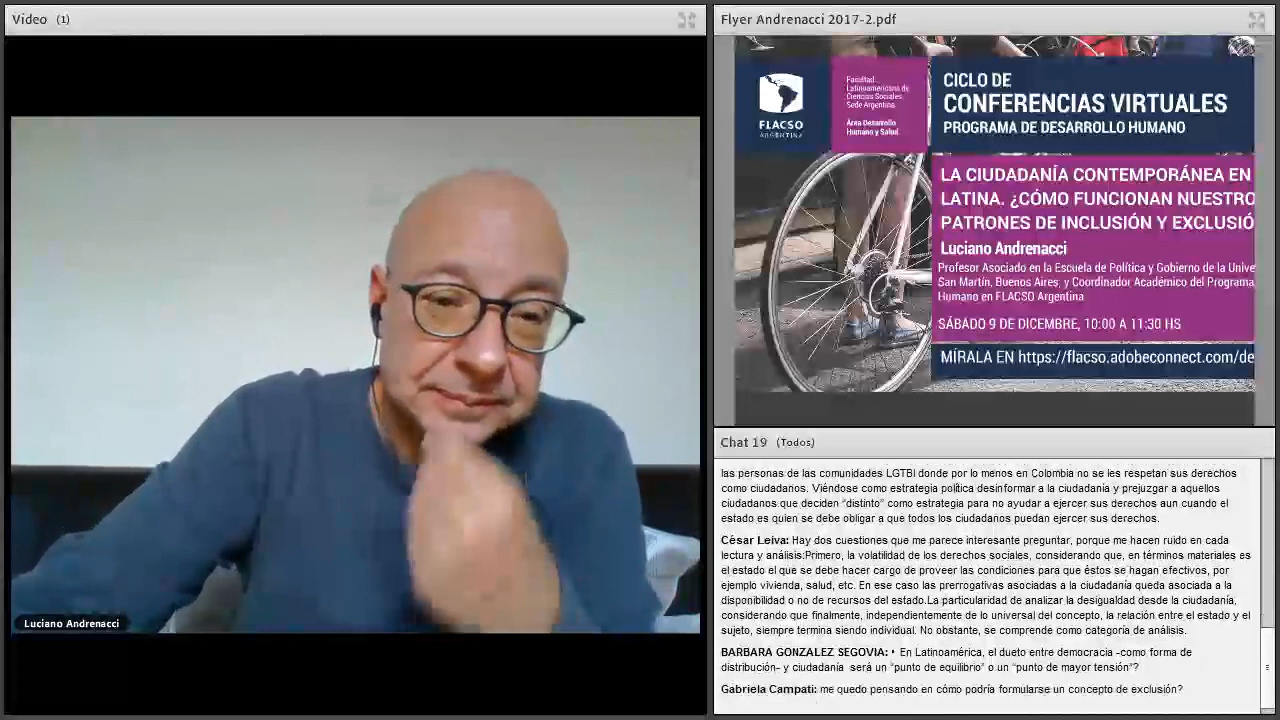 Vídeo (1)
Luciano Andrenacci
Flyer Andrenacci 2017-2.pdf
FLACSO
ARGENTINA
Facultad
Latinoamericana de
Ciencias Sociales.
Sede Argentina
Área Desarrollo
Humano y Salud
CICLO DE
CONFERENCIAS VIRTUALES
PROGRAMA DE DESARROLLO HUMANO
LA CIUDADANÍA CONTEMPORÁNEA EN
LATINA. ¿CÓMO FUNCIONAN NUESTRO
PATRONES DE INCLUSIÓN Y EXCLUSIÓ
Luciano Andrenacci
Profesor Asociado en la Escuela de Política y Gobierno de la Unive
San Martín, Buenos Aires; y Coordinador Académico del Programa
Humano en FLACSO Argentina
SÁBADO 9 DE DICIEMBRE, 10:00 A 11:30 HS
MÍRALA EN https://flacso.adobeconnect.com/de
Chat 19 (Todos)
las personas de las comunidades LGTBI donde por lo menos en Colombia no se les respetan sus derechos
como ciudadanos. Viéndose como estrategia política desinformar a la ciudadanía y prejuzgar a aquellos
ciudadanos que deciden "distinto" como estrategia para no ayudar a ejercer sus derechos aun cuando el
estado es quien se debe obligar a que todos los ciudadanos puedan ejercer sus derechos.
César Leiva: Hay dos cuestiones que me parece interesante preguntar, porque me hacen ruido en cada
lectura y análisis:Primero, la volatilidad de los derechos sociales, considerando que, en términos materiales es
el estado el que se debe hacer cargo de proveer las condiciones para que éstos se hagan efectivos, por
ejemplo vivienda, salud, etc. En ese caso las prerrogativas asociadas a la ciudadanía queda asociada a la
disponibilidad o no de recursos del estado.La particularidad de analizar la desigualdad desde la ciudadanía,
considerando que finalmente, independientemente de lo universal del concepto, la relación entre el estado y el
sujeto, siempre termina siendo individual. No obstante, se comprende como categoría de análisis.
BARBARA GONZALEZ SEGOVIA: • En Latinoamérica, el dueto entre democracia -como forma de
distribución- y ciudadanía será un "punto de equilibrio" o un "punto de mayor tensión"?
Gabriela Campati: me quedo pensando en cómo podría formularse un concepto de exclusión?